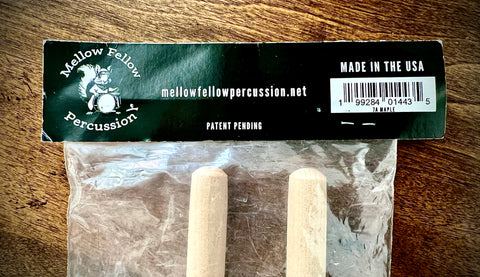 Mellow Fellow
Percussion
mellowfellowpercussion.net
PATENT PENDING
MADE IN THE USA
1 99284 01443 5
7A MAPLE